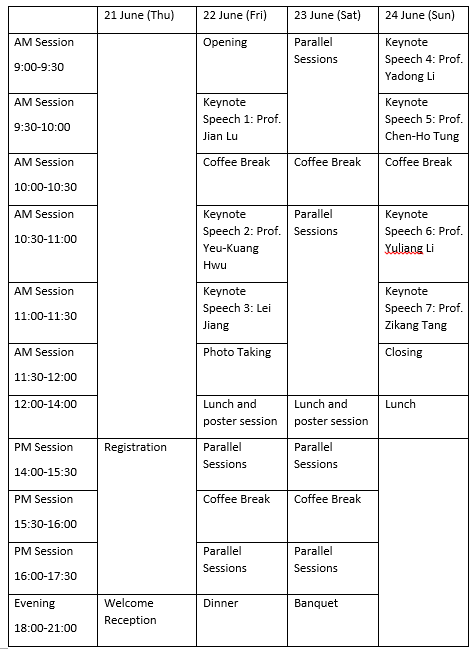 21 June (Thu) 22 June (Fri) 23 June (Sat) 24 June (Sun)
AM Session
9:00-9:30
Opening
Parallel
Sessions
Keynote
Speech 4: Prof.
Yadong Li
AM Session
9:30-10:00
Keynote
Speech 1: Prof.
Jian Lu
Keynote
Speech 5: Prof.
Chen-Ho Tung
AM Session
10:00-10:30
Coffee Break
Coffee Break
Coffee Break
AM Session
10:30-11:00
Keynote
Speech 2: Prof.
Yeu-Kuang
Hwu
Parallel
Sessions
Keynote
Speech 6: Prof.
Yuliang Li
AM Session
11:00-11:30
Keynote
Speech 3: Lei
Jiang
Keynote
Speech 7: Prof.
Zikang Tang
AM Session
11:30-12:00
Photo Taking
Closing
12:00-14:00
Lunch and
poster session
Lunch and
poster session
Lunch
PM Session
14:00-15:30
Registration
Parallel
Sessions
Parallel
Sessions
PM Session
15:30-16:00
Coffee Break
Coffee Break
PM Session
16:00-17:30
Parallel
Sessions
Parallel
Sessions
Evening
18:00-21:00
Welcome
Reception
Dinner
Banquet